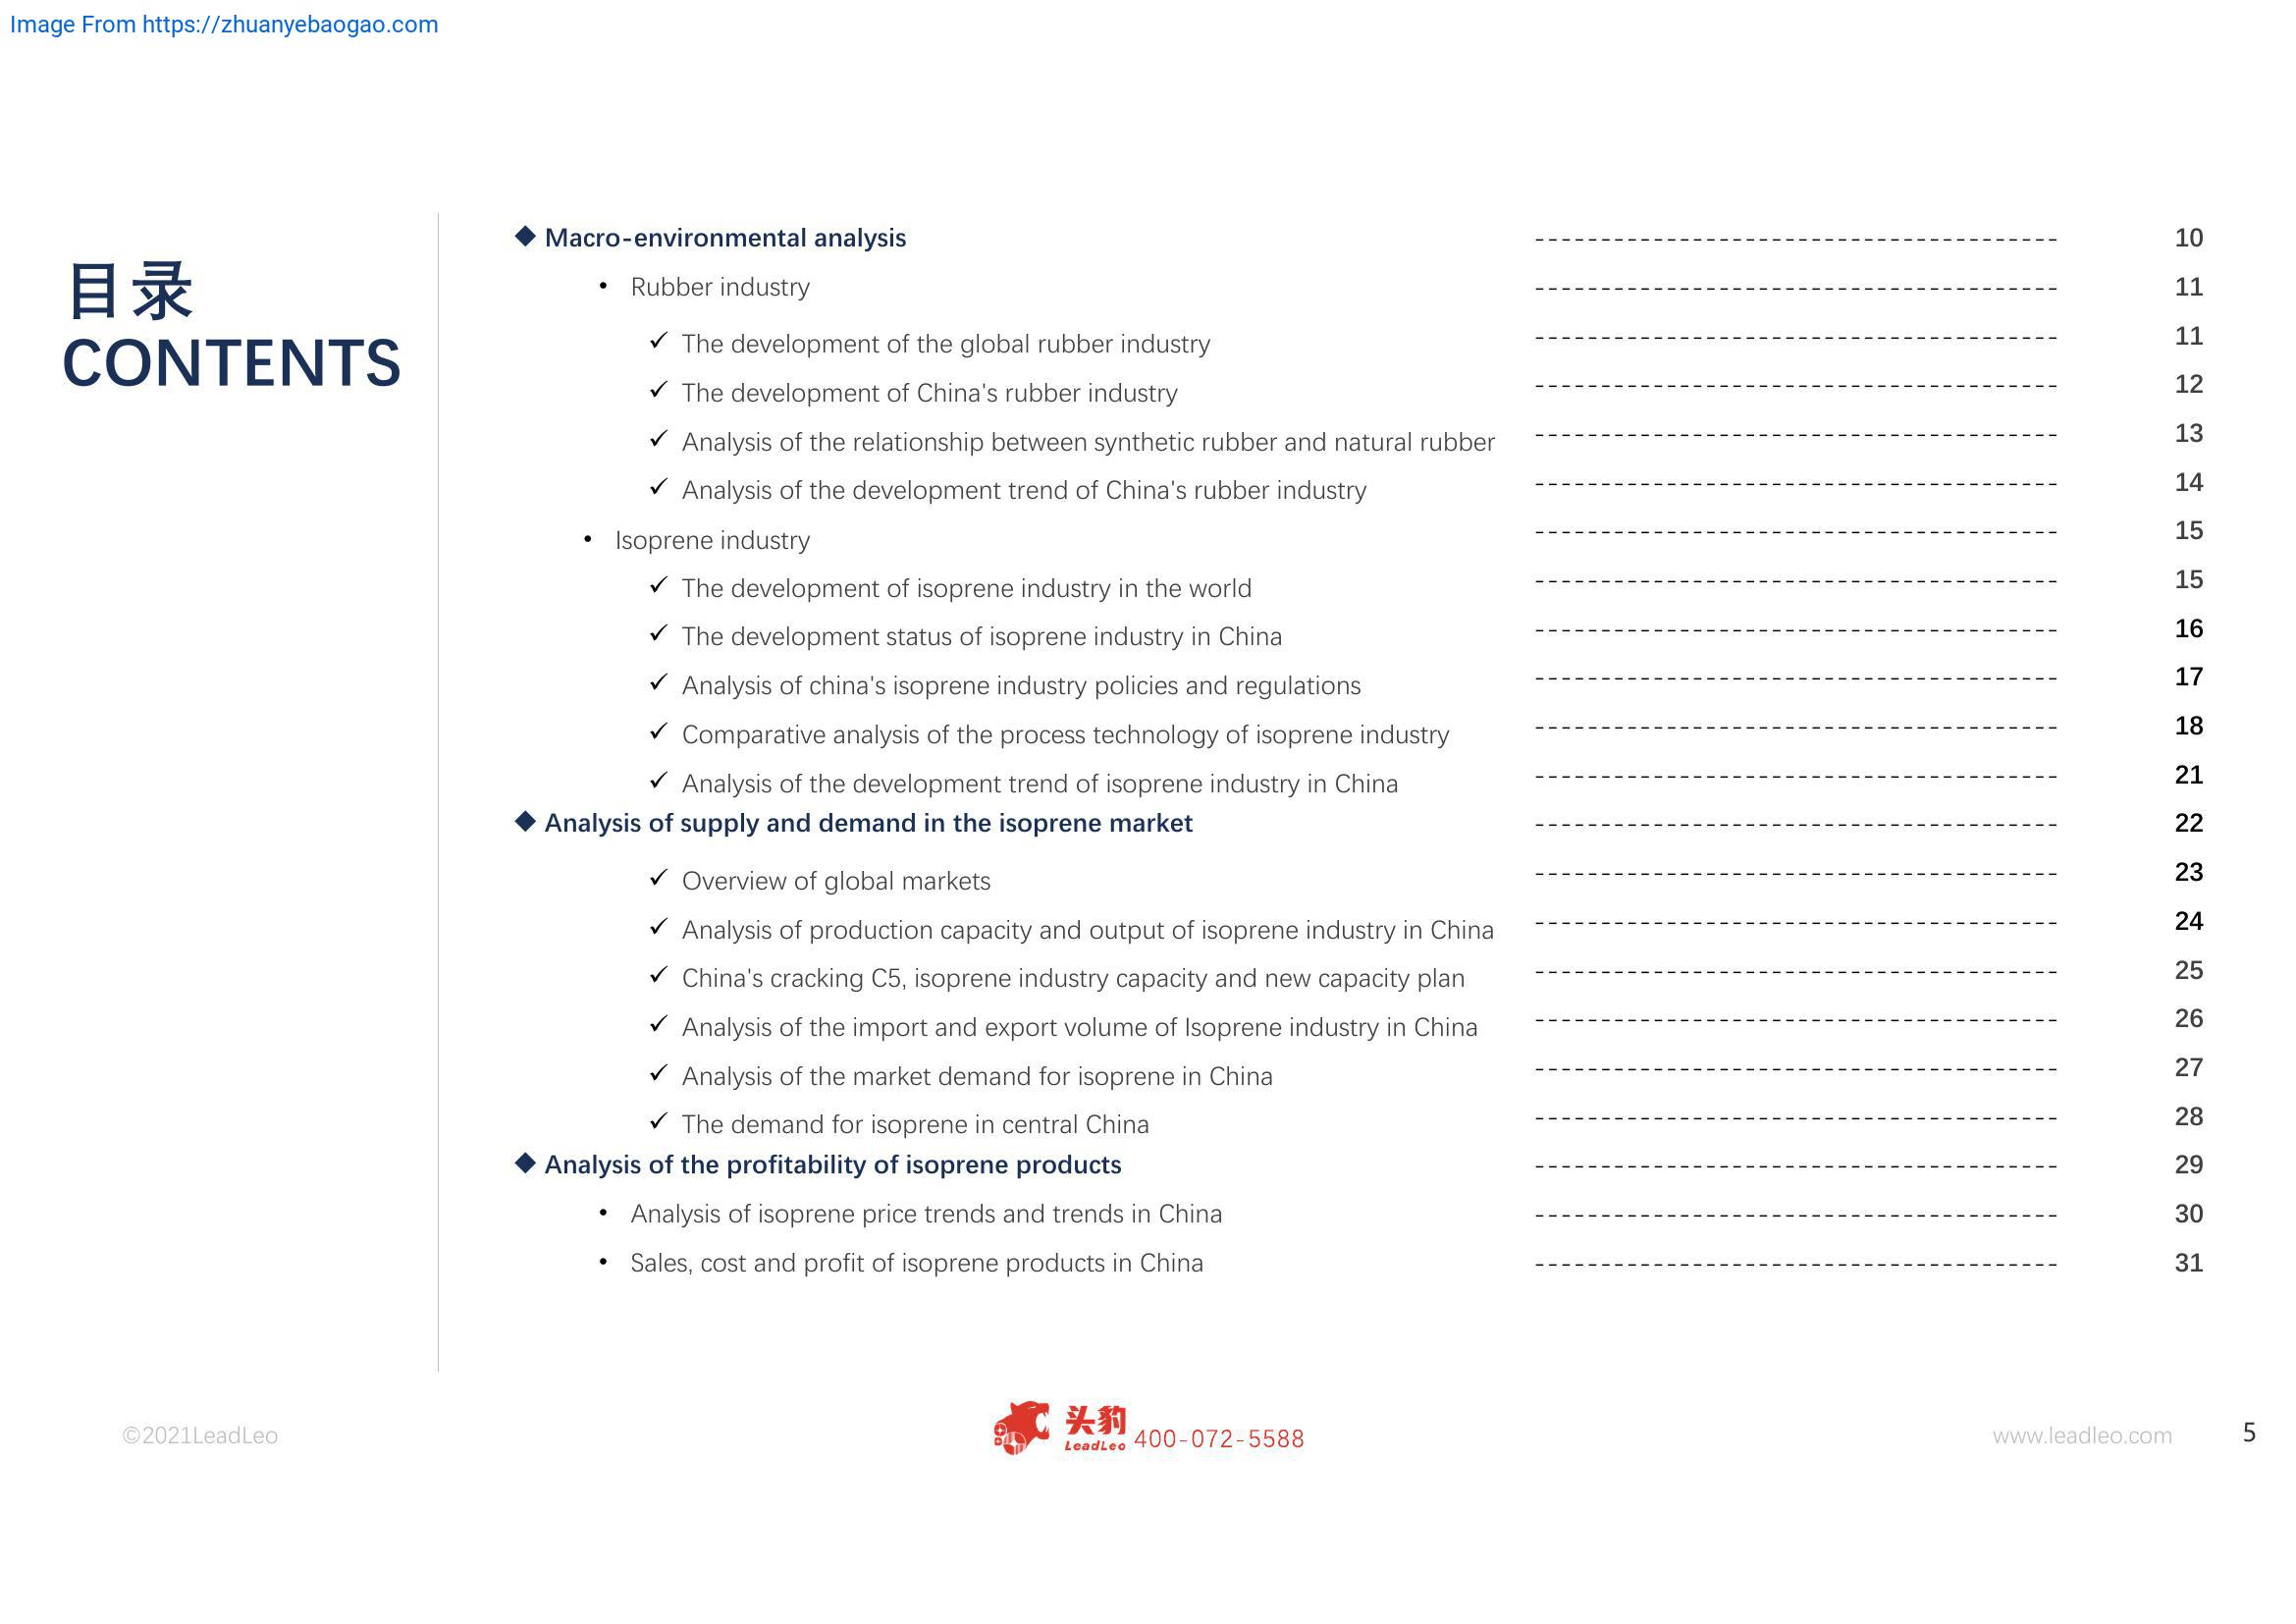 Image From https://zhuanyebaogao.com
目录
CONTENTS
◆ Macro-environmental analysis ---------------------------------------- 10
• Rubber industry ---------------------------------------- 11
✓ The development of the global rubber industry ---------------------------------------- 11
✓ The development of China's rubber industry ---------------------------------------- 12
✓ Analysis of the relationship between synthetic rubber and natural rubber ---------------------------------------- 13
✓ Analysis of the development trend of China's rubber industry ---------------------------------------- 14
• Isoprene industry ---------------------------------------- 15
✓ The development of isoprene industry in the world ---------------------------------------- 15
✓ The development status of isoprene industry in China ---------------------------------------- 16
✓ Analysis of china's isoprene industry policies and regulations ---------------------------------------- 17
✓ Comparative analysis of the process technology of isoprene industry ---------------------------------------- 18
✓ Analysis of the development trend of isoprene industry in China ---------------------------------------- 21
◆ Analysis of supply and demand in the isoprene market ---------------------------------------- 22
✓ Overview of global markets ---------------------------------------- 23
✓ Analysis of production capacity and output of isoprene industry in China ---------------------------------------- 24
✓ China's cracking C5, isoprene industry capacity and new capacity plan ---------------------------------------- 25
✓ Analysis of the import and export volume of Isoprene industry in China ---------------------------------------- 26
✓ Analysis of the market demand for isoprene in China ---------------------------------------- 27
✓ The demand for isoprene in central China ---------------------------------------- 28
◆ Analysis of the profitability of isoprene products ---------------------------------------- 29
• Analysis of isoprene price trends and trends in China ---------------------------------------- 30
• Sales, cost and profit of isoprene products in China ---------------------------------------- 31
©2021LeadLeo
头豹
LeadLeo 400-072-5588
www.leadleo.com 5